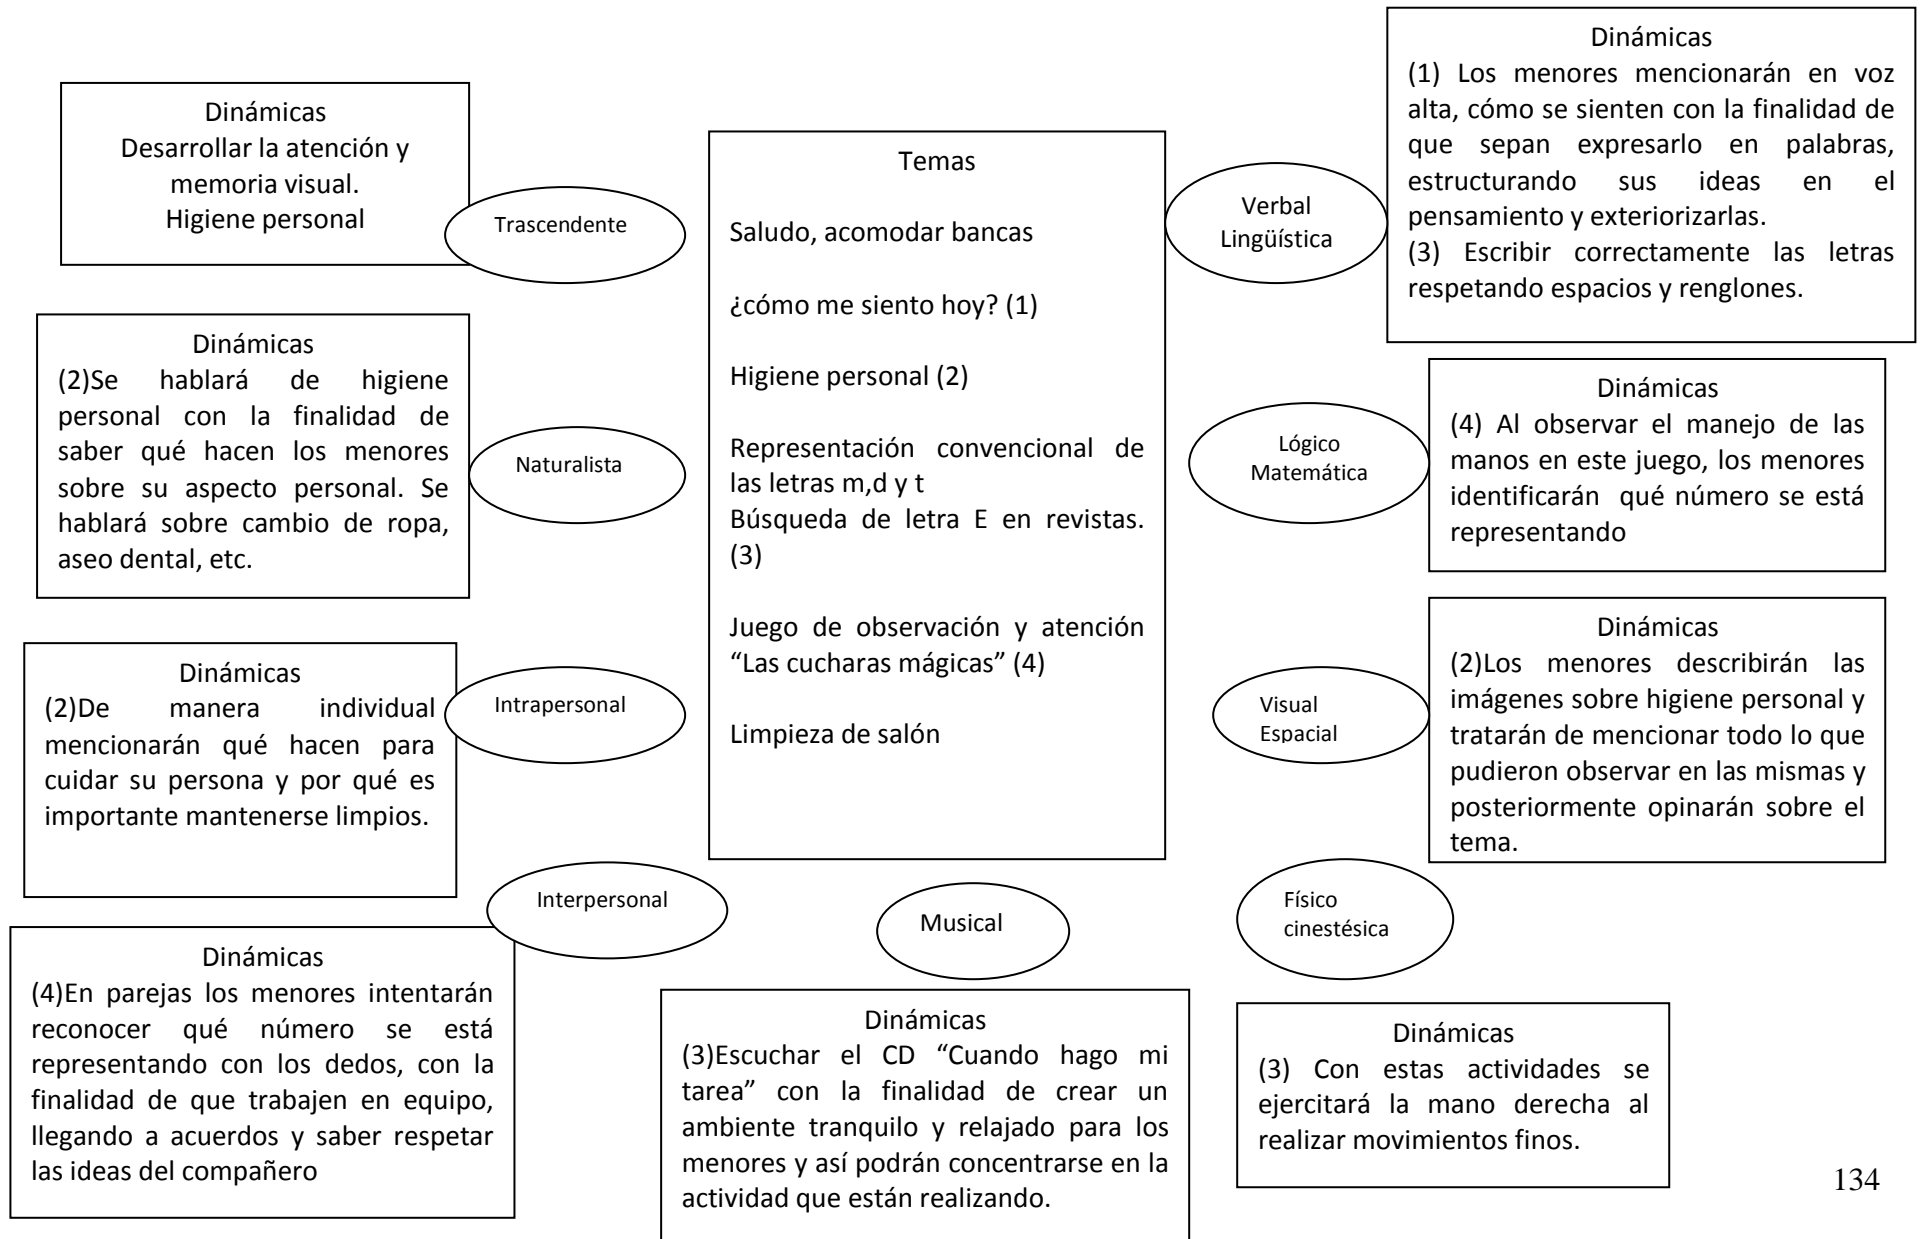 Dinámicas
Desarrollar la atención y
memoria visual.
Higiene personal
Trascendente
Dinámicas
(2)Se hablará de higiene
personal con la finalidad de
saber qué hacen los menores
sobre su aspecto personal. Se
hablará sobre cambio de ropa,
aseo dental, etc.
Naturalista
Dinámicas
(2)De manera individual
mencionarán qué hacen para
cuidar su persona y por qué es
importante mantenerse limpios.
Intrapersonal
Dinámicas
(4)En parejas los menores intentarán
reconocer qué número se está
representando con los dedos, con la
finalidad de que trabajen en equipo,
llegando a acuerdos y saber respetar
las ideas del compañero
Interpersonal
Temas
Saludo, acomodar bancas
¿cómo me siento hoy? (1)
Higiene personal (2)
Representación convencional de
las letras m,d y t
Búsqueda de letra E en revistas.
(3)
Juego de observación y atención
“Las cucharas mágicas” (4)
Limpieza de salón
Musical
Dinámicas
(3)Escuchar el CD “Cuando hago mi
tarea” con la finalidad de crear un
ambiente tranquilo y relajado para los
menores y así podrán concentrarse en la
actividad que están realizando.
Verbal
Lingüística
Dinámicas
(1) Los menores mencionarán en voz
alta, cómo se sienten con la finalidad de
que sepan expresarlo en palabras,
estructurando sus ideas en el
pensamiento y exteriorizarlas.
(3) Escribir correctamente las letras
respetando espacios y renglones.
Lógico
Matemática
Dinámicas
(4) Al observar el manejo de las
manos en este juego, los menores
identificarán qué número se está
representando
Visual
Espacial
Dinámicas
(2)Los menores describirán las
imágenes sobre higiene personal y
tratarán de mencionar todo lo que
pudieron observar en las mismas y
posteriormente opinarán sobre el
tema.
Físico
cinestésica
Dinámicas
(3) Con estas actividades se
ejercitará la mano derecha al
realizar movimientos finos.
134